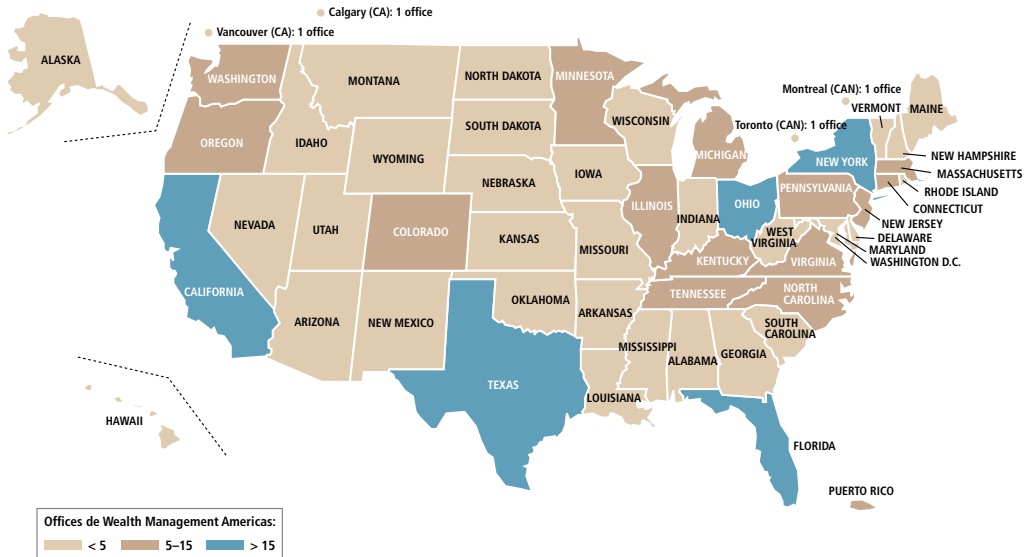 Calgary (CA): 1 office
Vancouver (CA): 1 office
ALASKA
WASHINGTON
MONTANA
NORTH DAKOTA
MINNESOTA
Montreal (CAN): 1 office
VERMONT
MAINE
OREGON
IDAHO
SOUTH DAKOTA
WISCONSIN
Toronto (CAN): 1 office
WYOMING
MICHIGAN
NEW YORK
NEW HAMPSHIRE
MASSACHUSETTS
RHODE ISLAND
CONNECTICUT
NEBRASKA
IOWA
PENNSYLVANIA
NEVADA
UTAH
COLORADO
KANSAS
MISSOURI
ILLINOIS
INDIANA
OHIO
WEST
VIRGINIA
NEW JERSEY
DELAWARE
MARYLAND
WASHINGTON D.C.
KENTUCKY
VIRGINIA
CALIFORNIA
ARIZONA
NEW MEXICO
OKLAHOMA
ARKANSAS
TENNESSEE
NORTH
CAROLINA
SOUTH
CAROLINA
MISSISSIPPI
ALABAMA
GEORGIA
TEXAS
LOUISIANA
HAWAII
FLORIDA
PUERTO RICO
Offices de Wealth Management Americas:
< 5
5–15
> 15